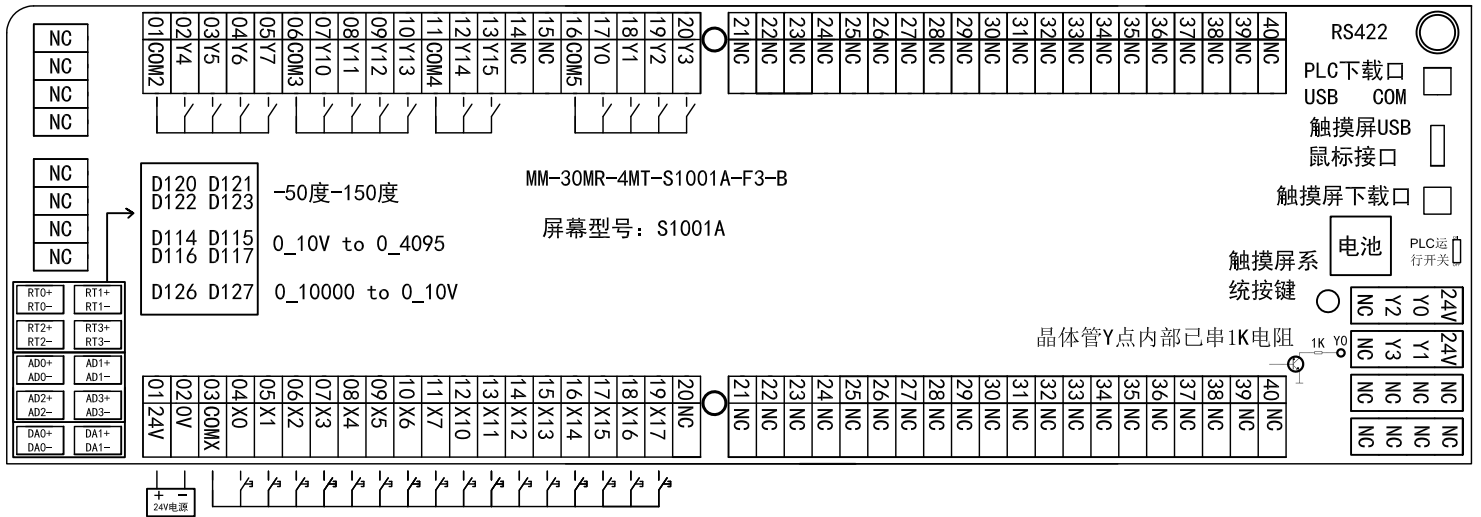 NC
NC
NC
NC
01 COM2
02 Y4
03 Y5
04 Y6
05 Y7
06 COM3
07 Y10
08 Y11
09 Y12
10 Y13
11 COM4
12 Y14
13 Y15
14 NC
15 NC
16 COM5
17 Y0
18 Y1
19 Y2
20 Y3
21 NC
22 NC
23 NC
24 NC
25 NC
26 NC
27 NC
28 NC
29 NC
30 NC
31 NC
32 NC
33 NC
34 NC
35 NC
36 NC
37 NC
38 NC
39 NC
40 NC
RS422
PLC下载口
USB COM
触摸屏USB
鼠标接口
触摸屏下载口
电池
PLC运
行开关
触摸屏系
统按键
NC
NC
NC
NC
D120 D121
D122 D123
-50度-150度
D114 D115
D116 D117
0_10V to 0_4095
D126 D127
0_10000 to 0_10V
MM-30MR-4MT-S1001A-F3-B
屏幕型号：S1001A
RT0+ RT1+
RT0- RT1-
RT2+ RT3+
RT2- RT3-
AD0+ AD1+
AD0- AD1-
AD2+ AD3+
AD2- AD3-
DA0+ DA1+
DA0- DA1-
NC Y2 Y0 24V
晶体管Y点内部已串1K电阻
1K Y0
NC Y3 Y1 24V
NC NC NC NC
NC NC NC NC
01 24V
02 0V
03 COMX
04 X0
05 X1
06 X2
07 X3
08 X4
09 X5
10 X6
11 X7
12 X10
13 X11
14 X12
15 X13
16 X14
17 X15
18 X16
19 X17
20 NC
21 NC
22 NC
23 NC
24 NC
25 NC
26 NC
27 NC
28 NC
29 NC
30 NC
31 NC
32 NC
33 NC
34 NC
35 NC
36 NC
37 NC
38 NC
39 NC
40 NC
+ -
24V电源